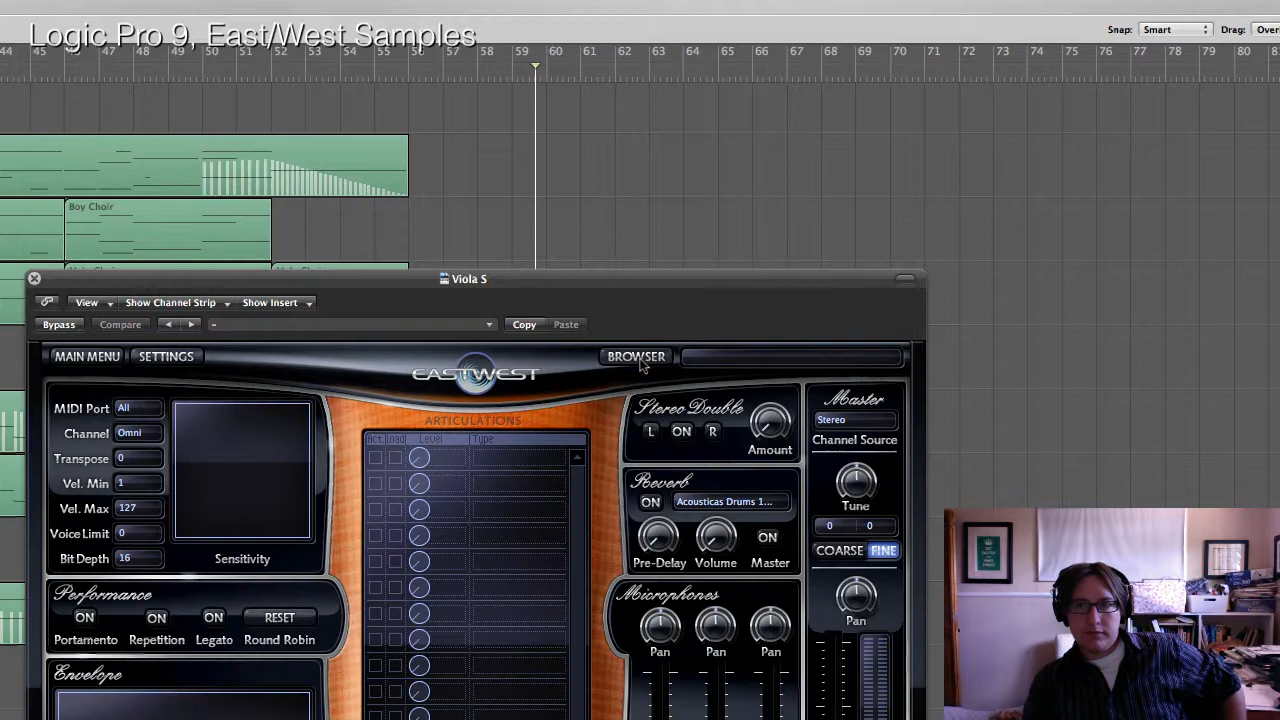 Logic Pro 9, East/West Samples
Snap: Smart Drag: Over
44 45 46 47 48 49 50 51 52 53 54 55 56 57 58 59 60 61 62 63 64 65 66 67 68 69 70 71 72 73 74 75 76 77 78 79 80 81
Boy Choir
Viola S
View Show Channel Strip Show Insert
Bypass Compare - Copy Paste
MAIN MENU SETTINGS BROWSER
EASTWEST
MIDI Port All
Channel Omni
Transpose 0
Vel. Min 1
Vel. Max 127
Voice Limit 0
Bit Depth 16
Sensitivity
Performance
ON ON ON RESET
Portamento Repetition Legato Round Robin
Envelope
ARTICULATIONS
Act. Load Level Type
Stereo Double
L ON R
Amount
Reverb
ON Acousticas Drums 1...
ON
Pre-Delay Volume Master
Microphones
Pan Pan Pan
Master
Stereo
Channel Source
Tune
0 0
COARSE FINE
Pan